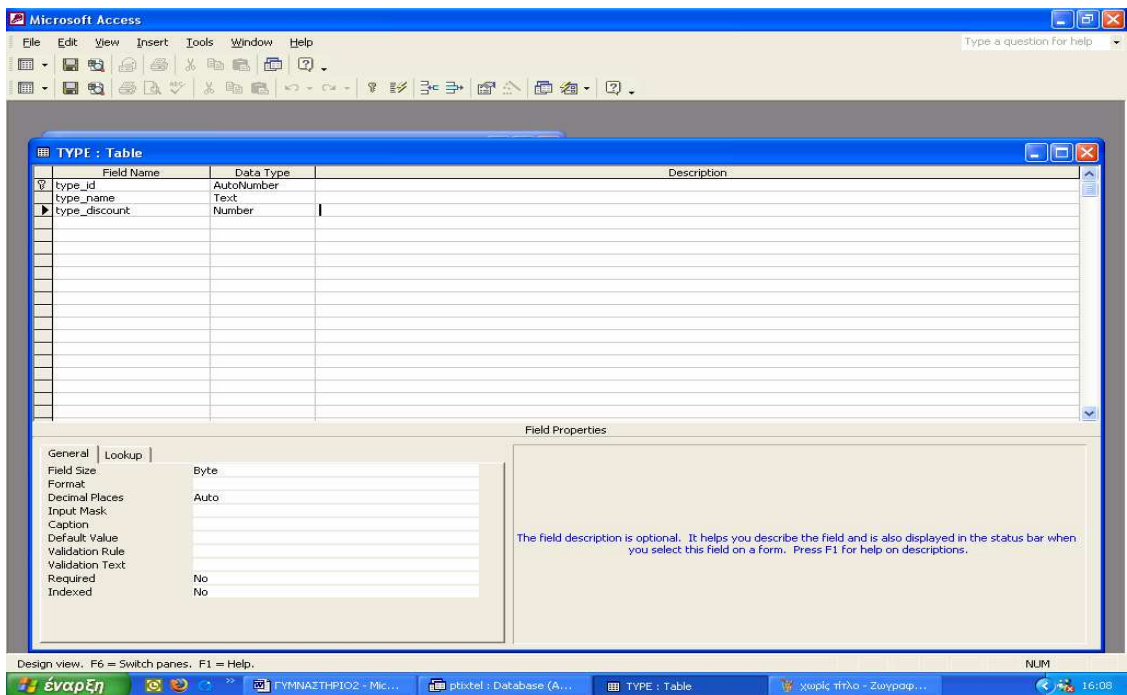 Microsoft Access
File Edit View Insert Tools Window Help
Type a question for help
TYPE : Table
Field Name Data Type Description
type_id AutoNumber
type_name Text
type_discount Number
Field Properties
General Lookup
Field Size Byte
Format
Decimal Places Auto
Input Mask
Caption
Default Value
Validation Rule
Validation Text
Required No
Indexed No
The field description is optional. It helps you describe the field and is also displayed in the status bar when
you select this field on a form. Press F1 for help on descriptions.
Design view. F6 = Switch panes. F1 = Help.
NUM
έναρξη
ΓΥΜΝΑΣΤΗΡΙΟ2 - Mic...
ptixtel : Database (A...
TYPE : Table
χωρίς τίτλο - Ζωγραφ...
16:08